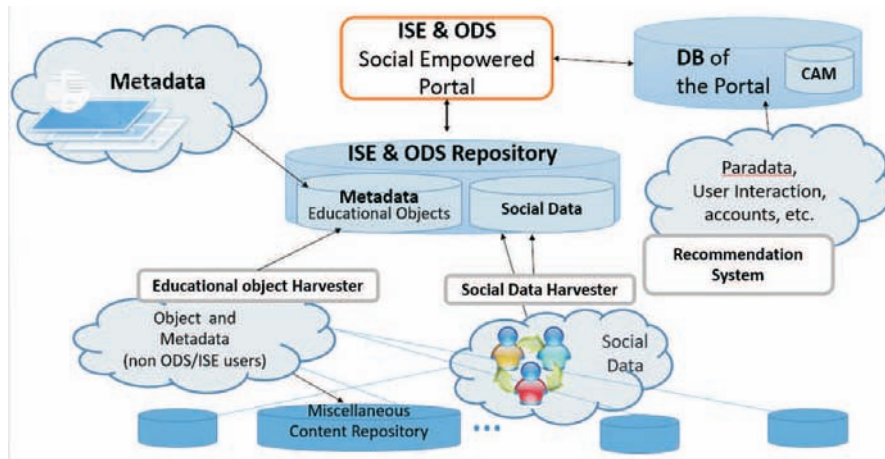 ISE & ODS
Social Empowered
Portal
Metadata
DB of
the Portal
CAM
ISE & ODS Repository
Metadata
Educational Objects
Social Data
Paradata,
User Interaction,
accounts, etc.
Recommendation
System
Educational object Harvester
Social Data Harvester
Object and
Metadata
(non ODS/ISE users)
Social
Data
Miscellaneous
Content Repository
...